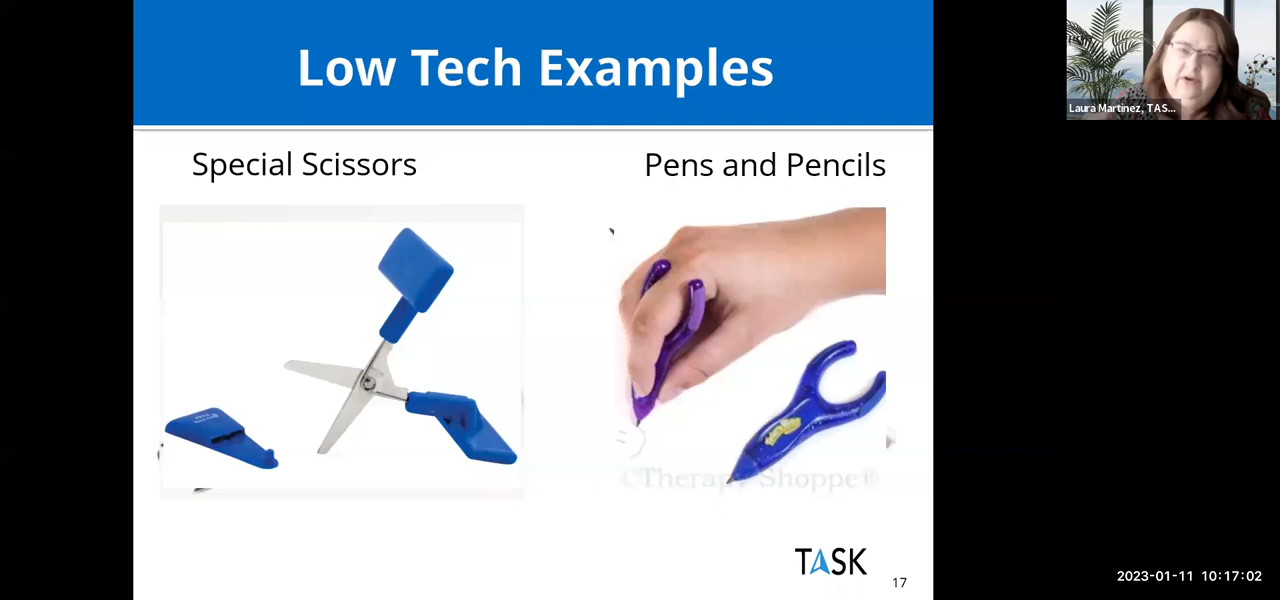 Low Tech Examples
Special Scissors
Pens and Pencils
©Therapy Shoppe®
TASK
17
Laura Martinez, TAS...
2023-01-11 10:17:02